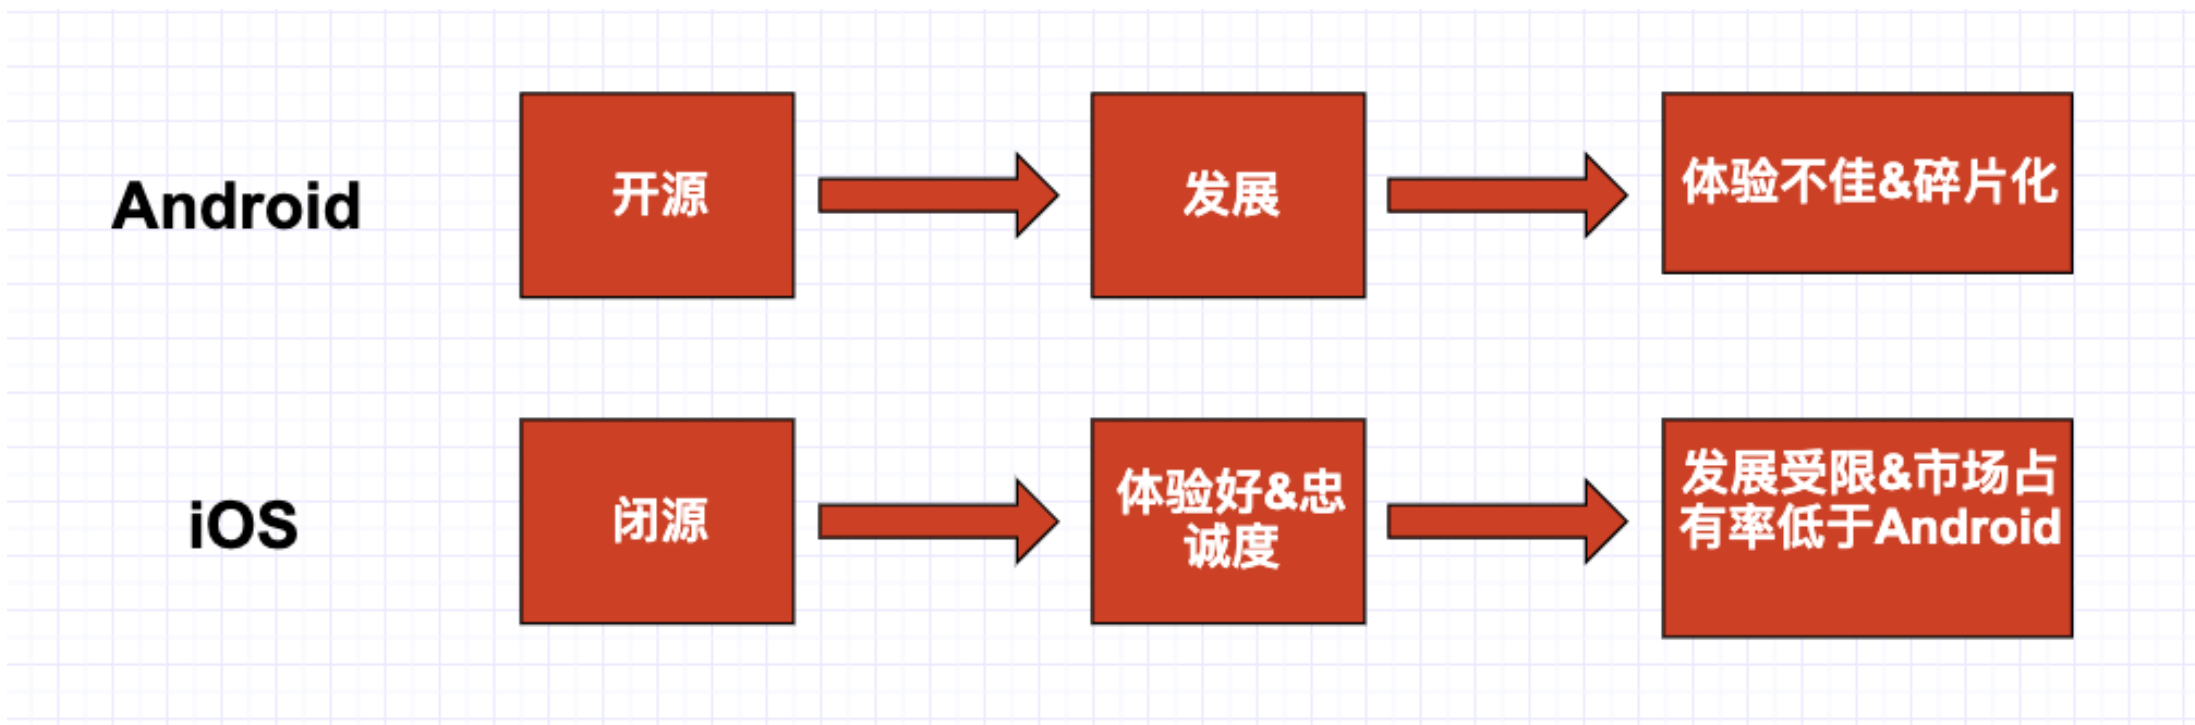 Android
开源
发展
体验不佳&碎片化
iOS
闭源
体验好&忠
诚度
发展受限&市场占
有率低于Android